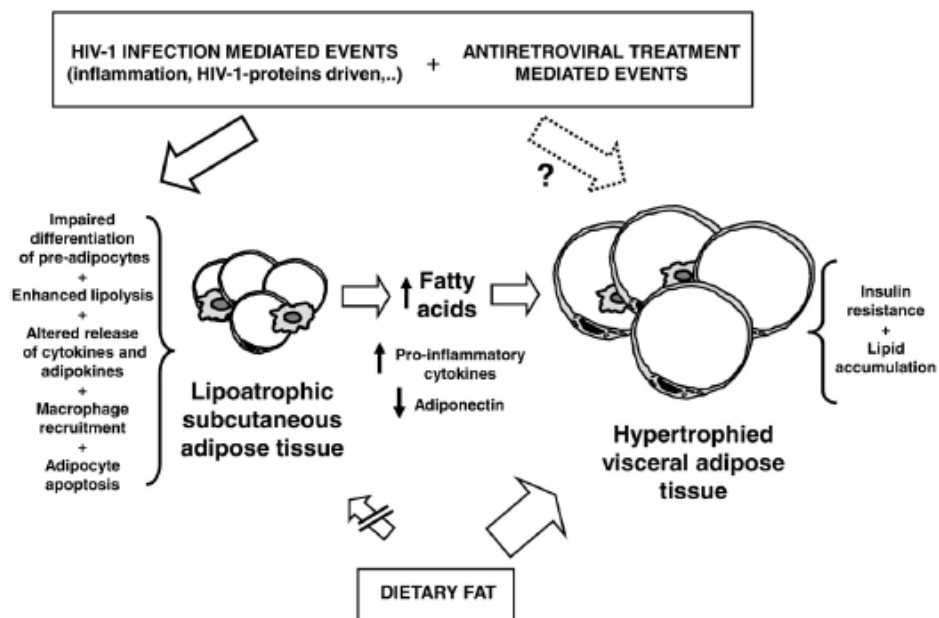 HIV-1 INFECTION MEDIATED EVENTS
(inflammation, HIV-1-proteins driven,..)
+
ANTIRETROVIRAL TREATMENT
MEDIATED EVENTS
?
Impaired
differentiation
of pre-adipocytes
+
Enhanced lipolysis
+
Altered release
of cytokines and
adipokines
+
Macrophage
recruitment
+
Adipocyte
apoptosis
Lipoatrophic
subcutaneous
adipose tissue
Fatty
acids
Pro-inflammatory
cytokines
Adiponectin
Hypertrophied
visceral adipose
tissue
Insulin
resistance
+
Lipid
accumulation
DIETARY FAT